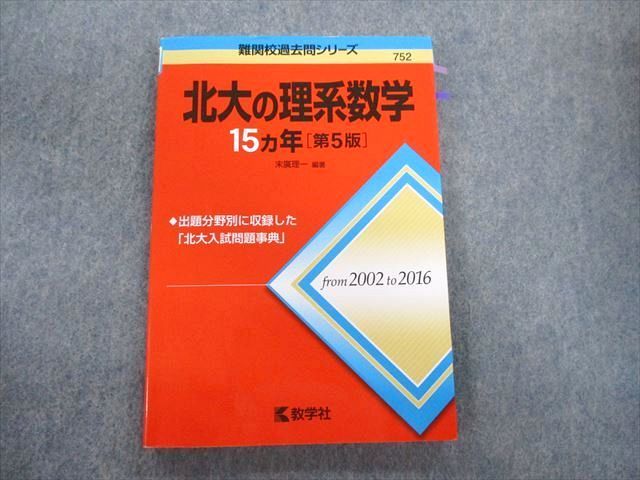 難関校過去問シリーズ
752
北大の理系数学
15カ年[第5版]
末廣理一 編著
◆出題分野別に収録した
「北大入試問題事典」
from 2002 to 2016
教学社